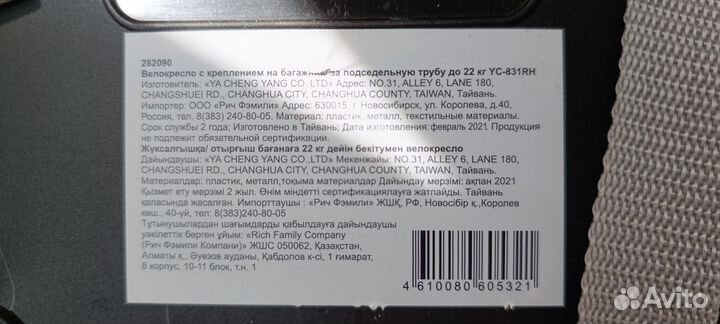 282090
Велокресло с креплением на багажник/за подседельную трубу до 22 кг YC-831RH
Изготовитель: «YA CHENG YANG CO.,LTD» Адрес: NO.31, ALLEY 6, LANE 180,
CHANGSHUEI RD., CHANGHUA CITY, CHANGHUA COUNTY, TAIWAN, Тайвань.
Импортер: ООО «Рич Фэмили» Адрес: 630015, г. Новосибирск, ул. Королева, д.40,
Россия, тел. 8(383) 240-80-05. Материал: пластик, металл, текстильные материалы.
Срок службы 2 года; Изготовлено в Тайвань; Дата изготовления:февраль 2021. Продукция
не подлежит обязательной сертификации.
Жүксалғышқа/ отырғыш бағанаға 22 кг дейін бекітумен велокресло
Дайындаушы: «YA CHENG YANG CO.,LTD» Мекенжайы: NO.31, ALLEY 6, LANE 180,
CHANGSHUEI RD., CHANGHUA CITY, CHANGHUA COUNTY, TAIWAN, Тайвань.
Материалдар: пластик, металл,тоқыма материалдар Дайындау мерзімі: ақпан 2021
Қызмет ету мерзімі 2 жыл. Өнім міндетті сертификациялауға жатпайды. Тайвань
қаласында жасалған. Импорттаушы : «Рич Фэмили» ЖШҚ, РФ, Новосібір қ.,Королев
көш., 40-үй, тел: 8(383)240-80-05
Тұтынушылардан шағымдарды қабылдауға дайындаушы
уәкілеттік берген ұйым: «Rich Family Company
(Рич Фэмили Компани)» ЖШС 050062, Қазақстан,
Алматы қ., Әуезов ауданы, Қабдолов к-сі, 1 ғимарат,
8 корпус, 10-11 блок, т.н. 1
4 610080 605321
Avito